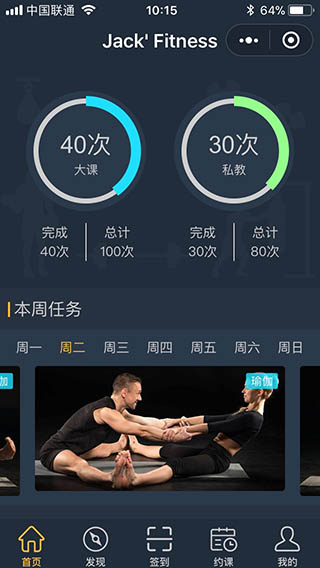 中国联通 10:15 64%
Jack' Fitness
40次 30次
大课 私教
完成 总计 完成 总计
40次 100次 30次 80次
本周任务
周一 周二 周三 周四 周五 周六 周日
伽 瑜伽
首页 发现 签到 约课 我的